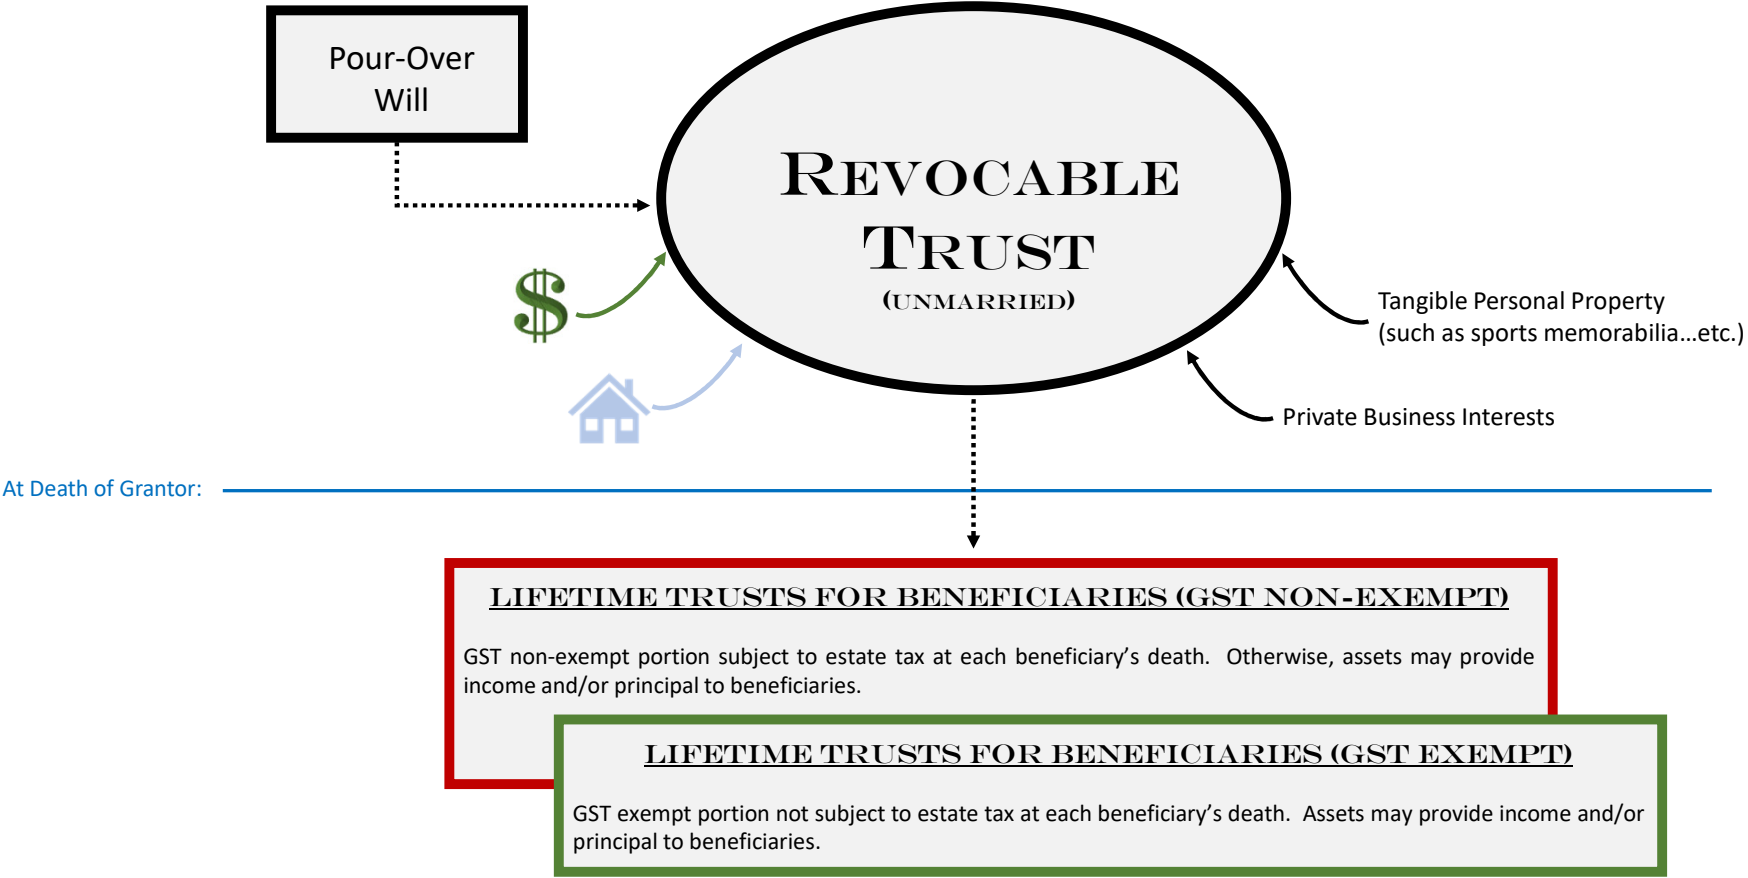 Pour-Over
Will
REVOCABLE
TRUST
(UNMARRIED)
$
Tangible Personal Property
(such as sports memorabilia...etc.)
Private Business Interests
At Death of Grantor:
LIFETIME TRUSTS FOR BENEFICIARIES (GST NON-EXEMPT)
GST non-exempt portion subject to estate tax at each beneficiary’s death. Otherwise, assets may provide
income and/or principal to beneficiaries.
LIFETIME TRUSTS FOR BENEFICIARIES (GST EXEMPT)
GST exempt portion not subject to estate tax at each beneficiary’s death. Assets may provide income and/or
principal to beneficiaries.